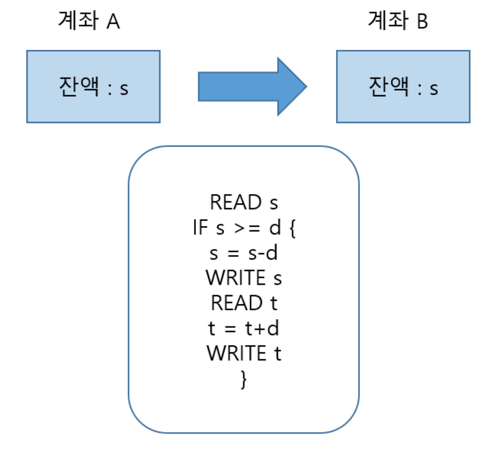 계좌 A
계좌 B
잔액 : s
잔액 : s
READ s
IF s >= d {
s = s-d
WRITE s
READ t
t = t+d
WRITE t
}